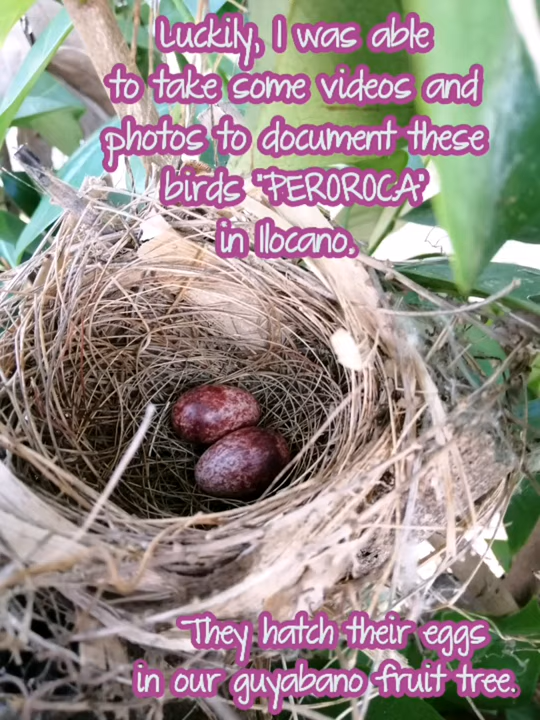 Luckily, I was able
to take some videos and
photos to document these
birds "PEROROCA"
in Ilocano.
They hatch their eggs
in our guyabano fruit tree.